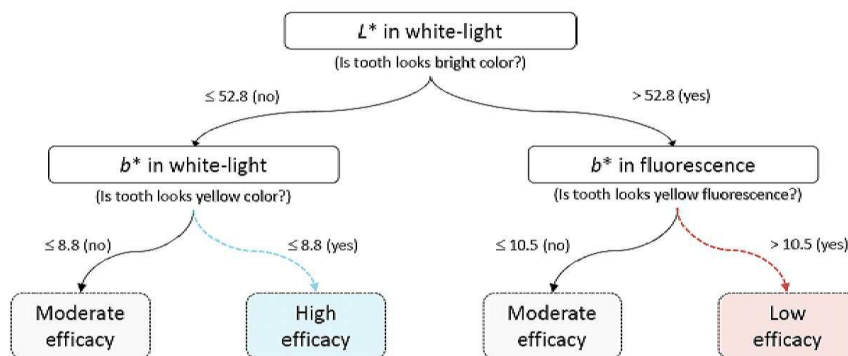 L* in white-light
(Is tooth looks bright color?)
≤ 52.8 (no)
> 52.8 (yes)
b* in white-light
b* in fluorescence
(Is tooth looks yellow color?)
(Is tooth looks yellow fluorescence?)
≤ 8.8 (no)
≤ 8.8 (yes)
≤ 10.5 (no)
> 10.5 (yes)
Moderate
efficacy
High
efficacy
Moderate
efficacy
Low
efficacy